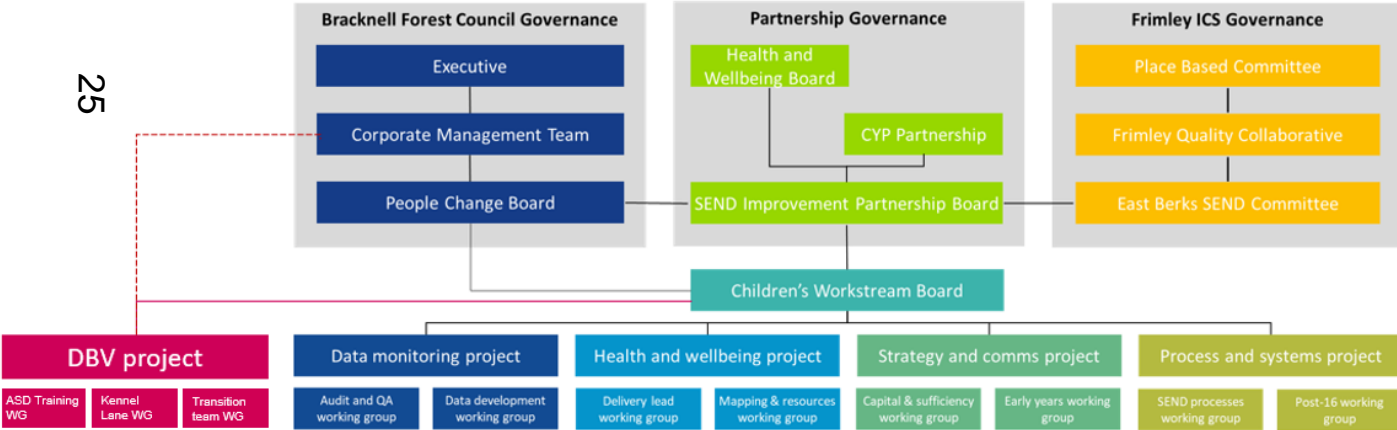 25
Bracknell Forest Council Governance
Executive
Corporate Management Team
People Change Board
Partnership Governance
Health and
Wellbeing Board
CYP Partnership
SEND Improvement Partnership Board
Frimley ICS Governance
Place Based Committee
Frimley Quality Collaborative
East Berks SEND Committee
Children's Workstream Board
DBV project
ASD Training
WG
Kennel
Lane WG
Transition
team WG
Data monitoring project
Audit and QA
working group
Data development
working group
Health and wellbeing project
Delivery lead
working group
Mapping & resources
working group
Strategy and comms project
Capital & sufficiency
working group
Early years working
group
Process and systems project
SEND processes
working group
Post-16 working
group